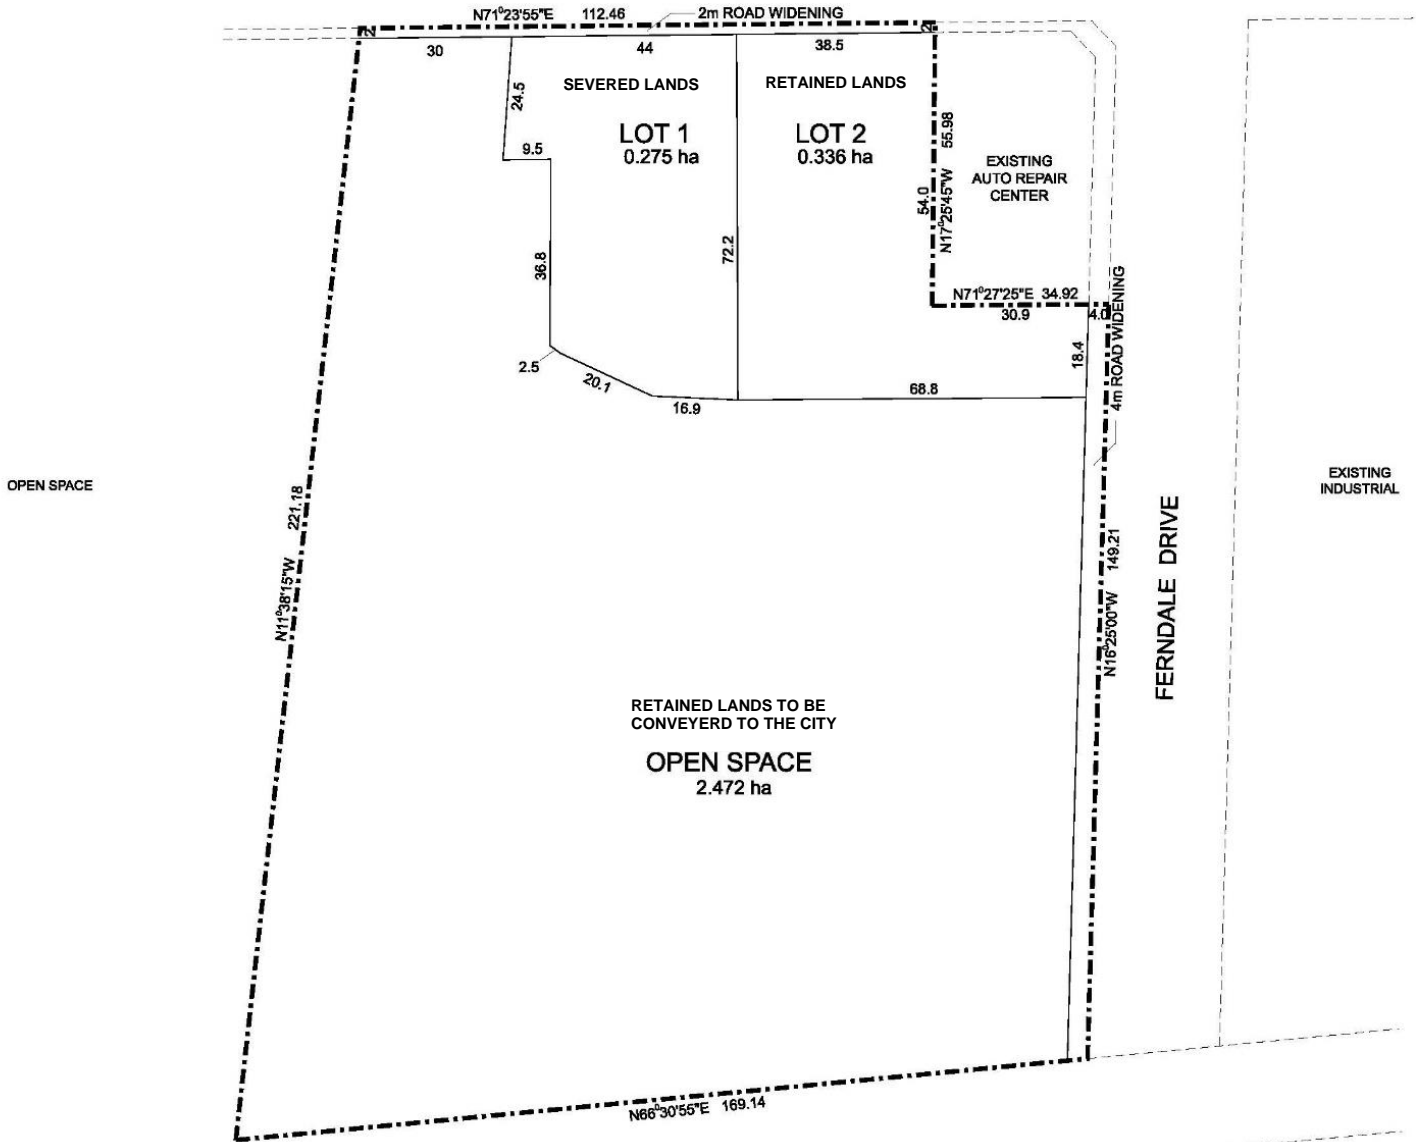 N71°23'55"E 112.46
2m ROAD WIDENING
2
2
30
44
38.5
24.5
SEVERED LANDS
RETAINED LANDS
LOT 1
0.275 ha
LOT 2
0.336 ha
9.5
55.98
54.0
N17°25'45"W
EXISTING
AUTO REPAIR
CENTER
36.8
72.2
N71°27'25"E 34.92
30.9
4.0
4m ROAD WIDENING
18.4
2.5
20.1
16.9
68.8
OPEN SPACE
EXISTING
INDUSTRIAL
N11°38'15"W 221.18
N16°25'00"W 149.21
FERNDALE DRIVE
RETAINED LANDS TO BE
CONVEYERD TO THE CITY
OPEN SPACE
2.472 ha
N66°30'55"E 169.14